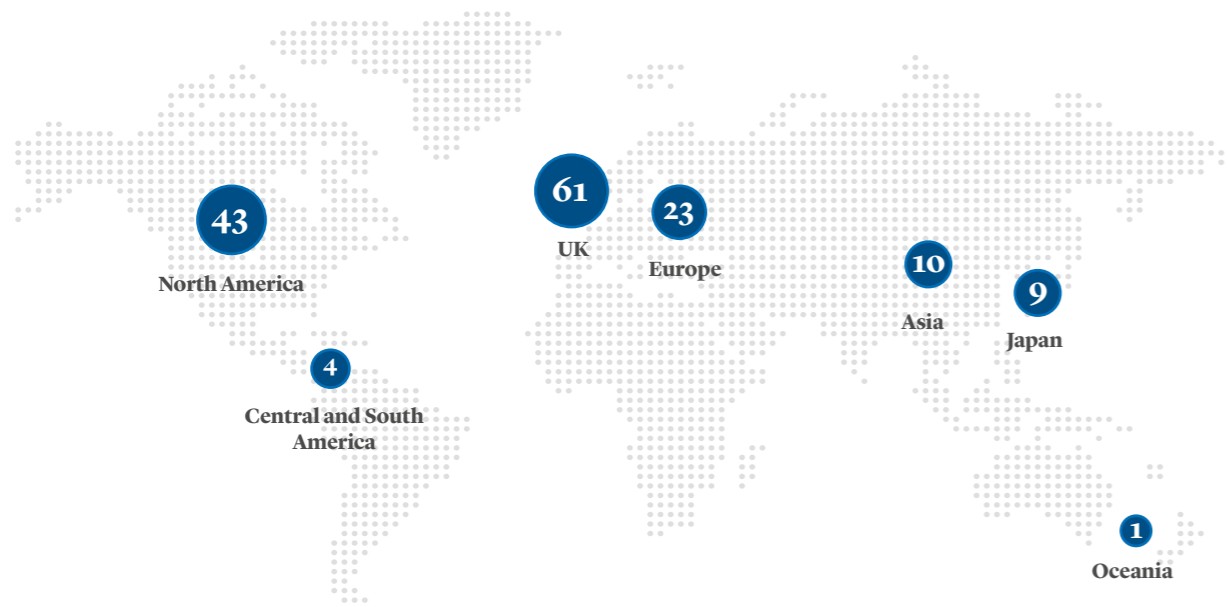 61
UK
43
North America
23
Europe
10
Asia
9
Japan
4
Central and South
America
1
Oceania